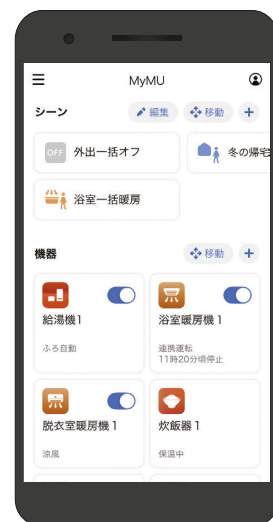 MyMU
シーン
編集
移動
OFF
外出一括オフ
冬の帰宅
浴室一括暖房
機器
移動
給湯機1
ふろ自動
浴室暖房機1
連携運転
11時20分頃停止
脱衣室暖房機1
涼風
炊飯器1
保温中